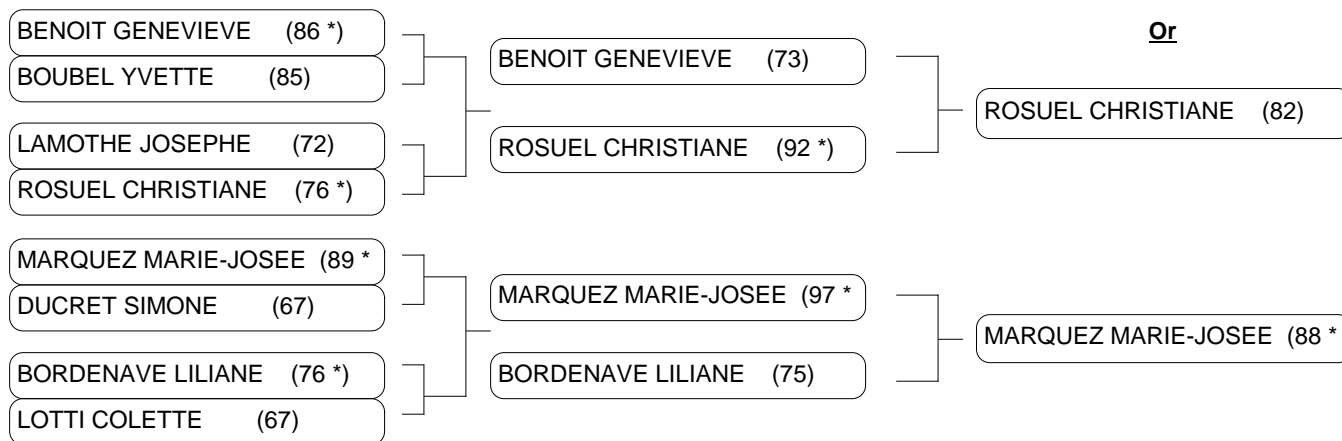 BENOIT GENEVIEVE (86 *)
BOUBEL YVETTE (85)
LAMOTHE JOSEPHE (72)
ROSUEL CHRISTIANE (76 *)
MARQUEZ MARIE-JOSEE (89 *
DUCRET SIMONE (67)
BORDENAVE LILIANE (76 *)
LOTTI COLETTE (67)
BENOIT GENEVIEVE (73)
ROSUEL CHRISTIANE (92 *)
MARQUEZ MARIE-JOSEE (97 *
BORDENAVE LILIANE (75)
Or
ROSUEL CHRISTIANE (82)
MARQUEZ MARIE-JOSEE (88 *